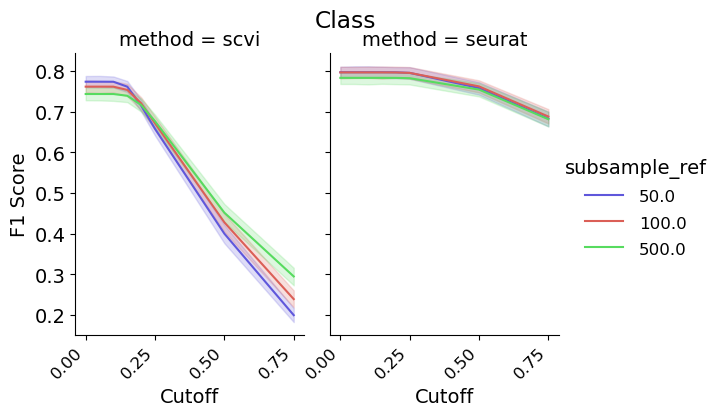 Class
method = scvi
method = seurat
F1 Score
0.8
0.7
0.6
0.5
0.4
0.3
0.2
0.00
0.25
0.50
0.75
Cutoff
0.00
0.25
0.50
0.75
Cutoff
subsample_ref
50.0
100.0
500.0